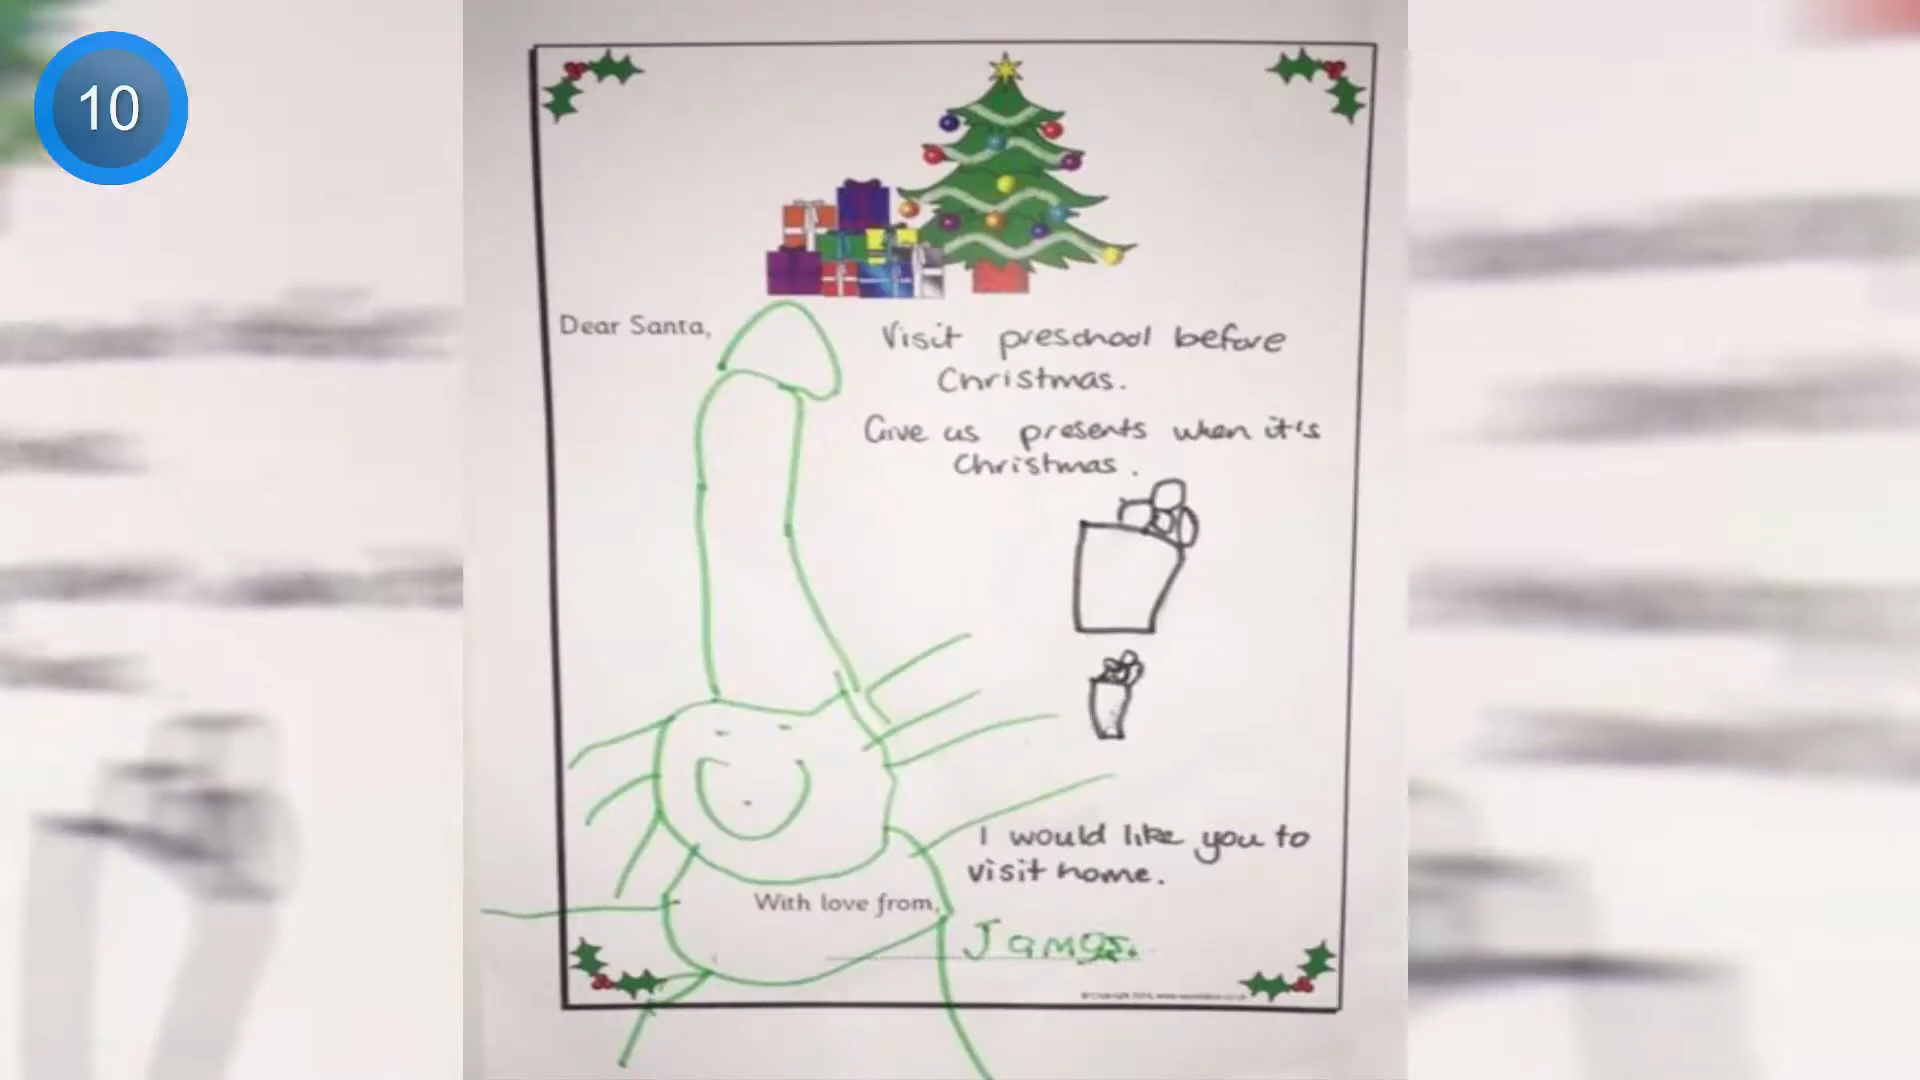 10
Dear Santa,
Visit preschool before
Christmas.
Give us presents when it's
Christmas.
I would like you to
visit home.
With love from,
James.